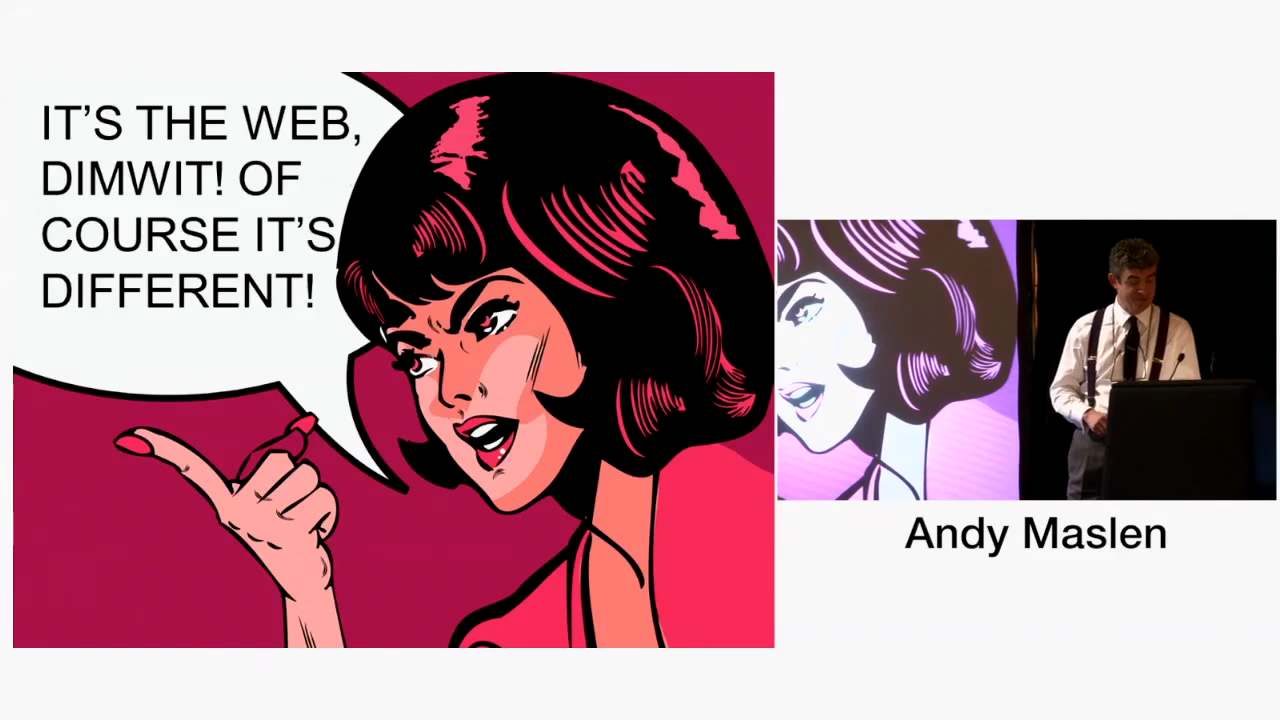 IT’S THE WEB,
DIMWIT! OF
COURSE IT’S
DIFFERENT!
Andy Maslen